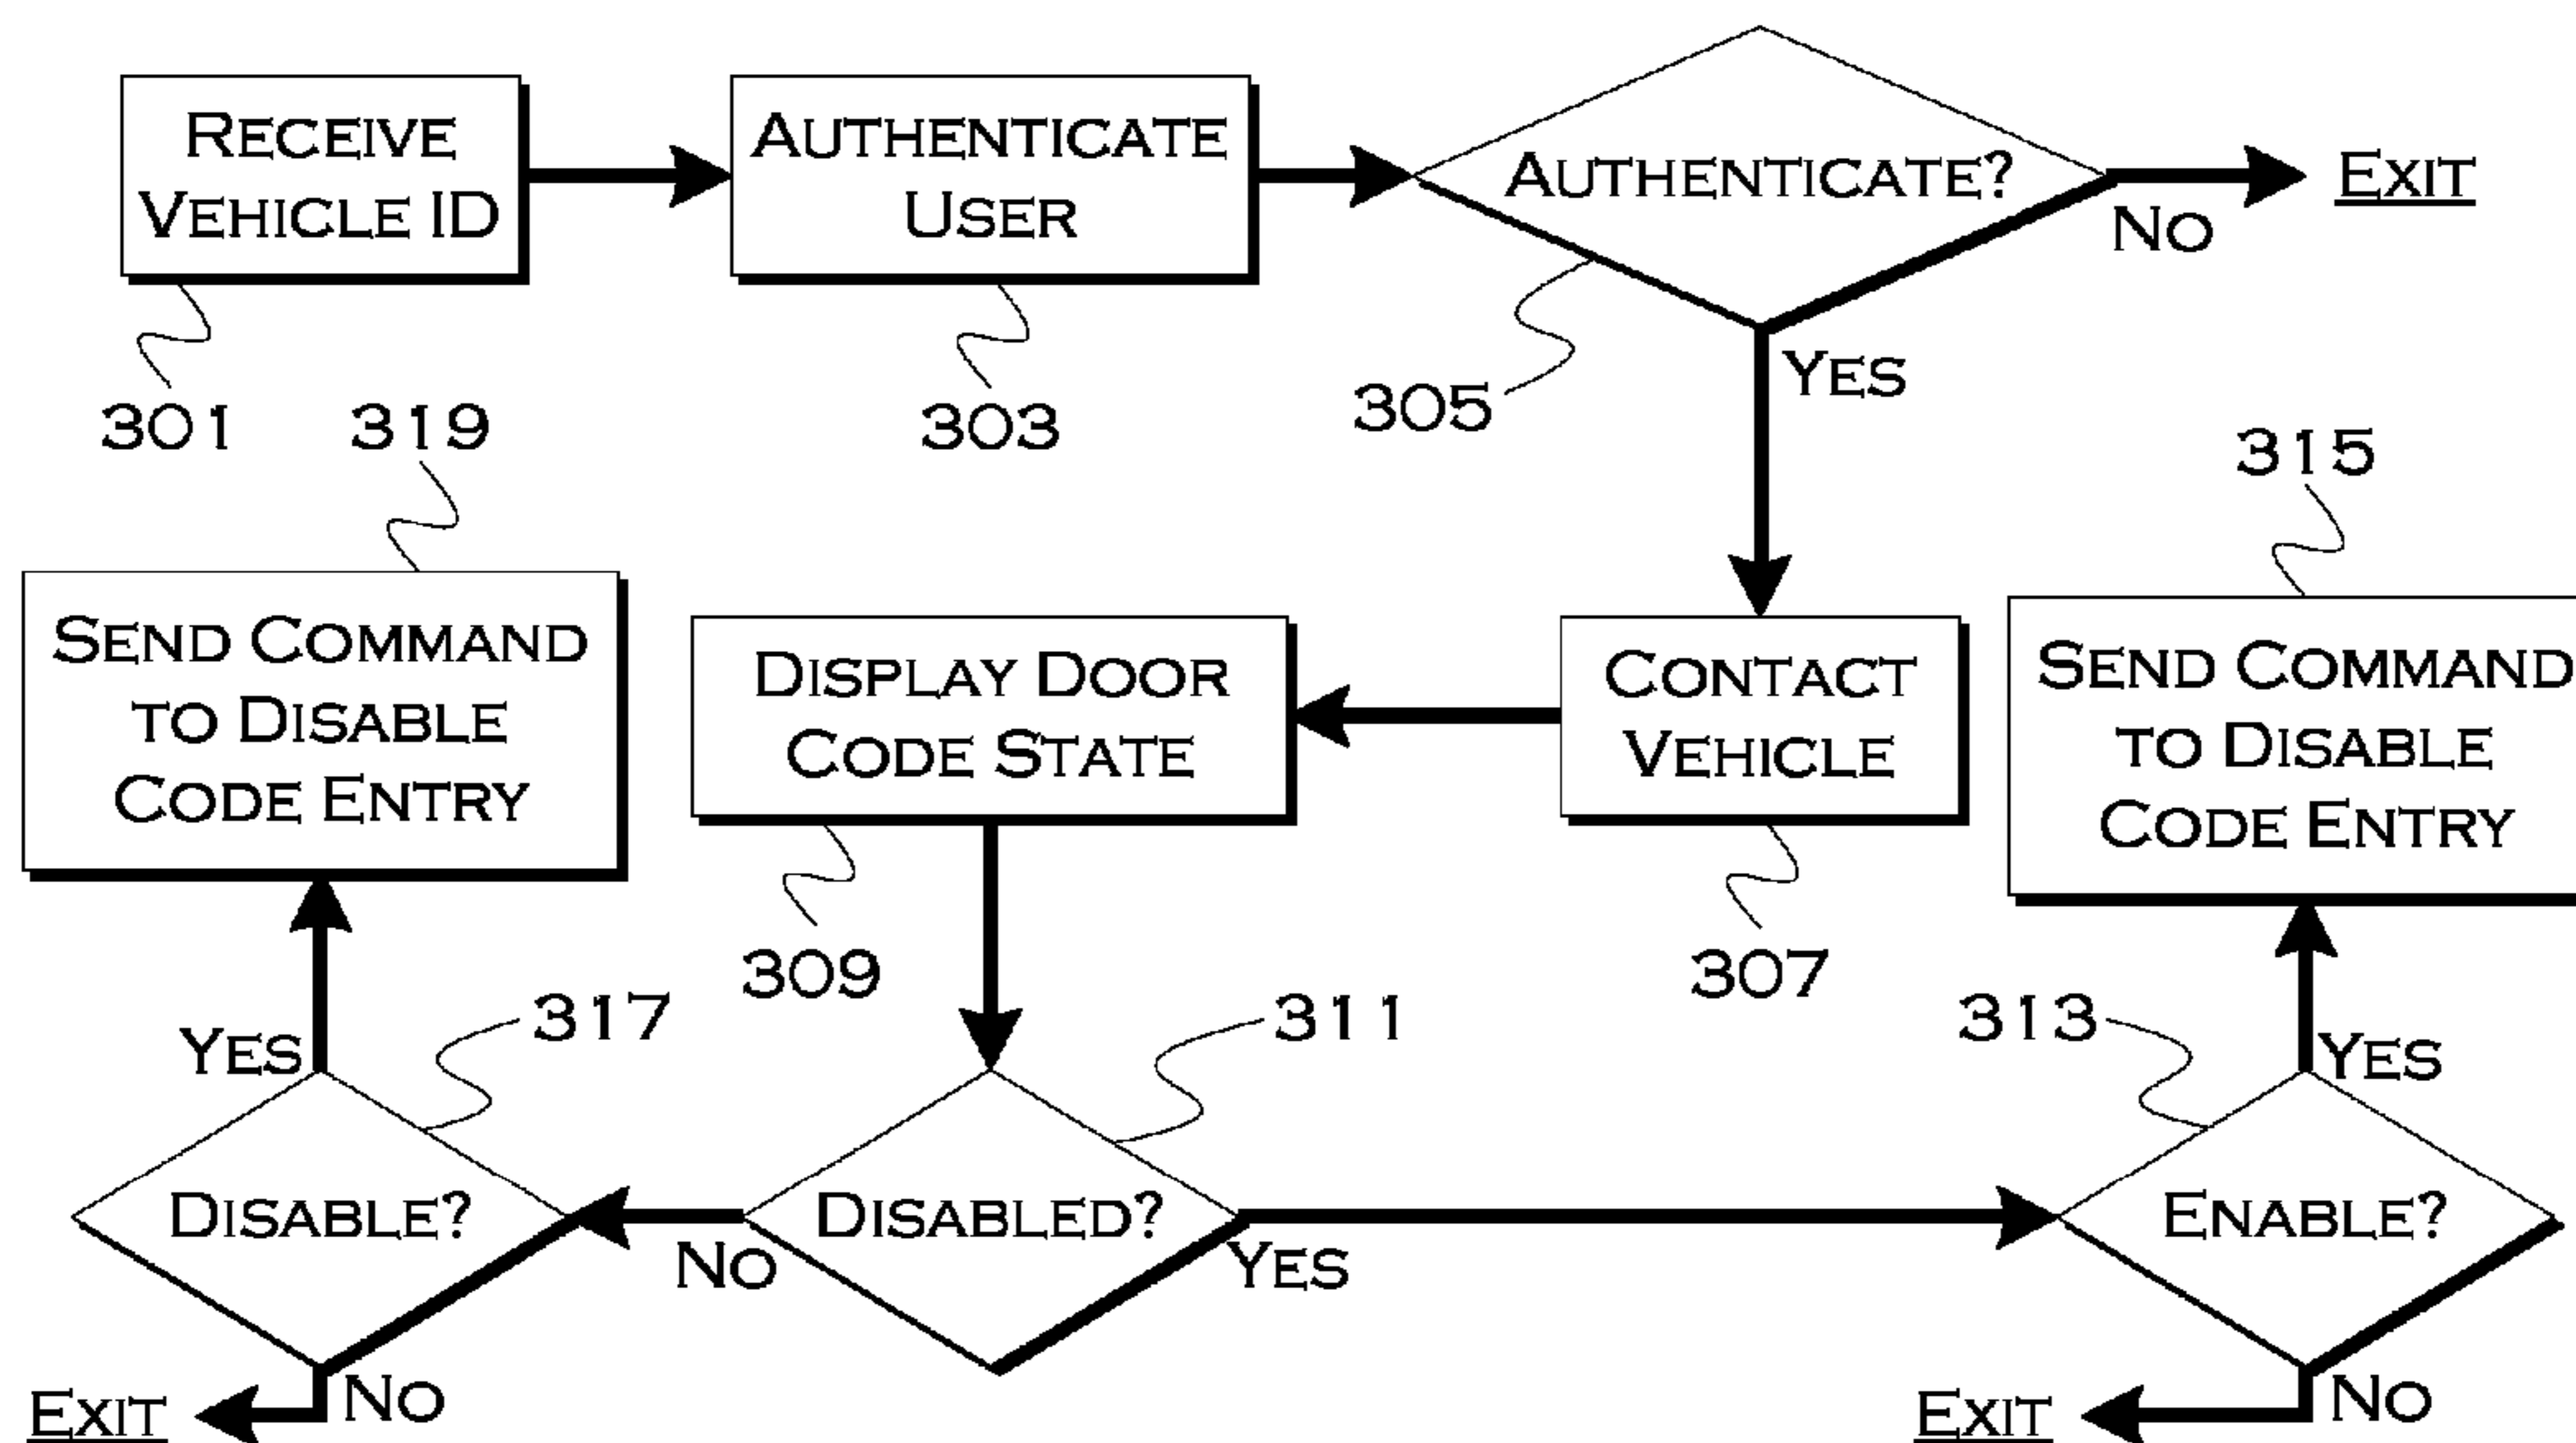 RECEIVE
VEHICLE ID
AUTHENTICATE
USER
AUTHENTICATE?
NO
EXIT
YES
301
303
305
319
315
SEND COMMAND
TO DISABLE
CODE ENTRY
DISPLAY DOOR
CODE STATE
CONTACT
VEHICLE
SEND COMMAND
TO DISABLE
CODE ENTRY
309
307
317
311
313
YES
YES
DISABLE?
NO
DISABLED?
YES
ENABLE?
EXIT
NO
EXIT
NO